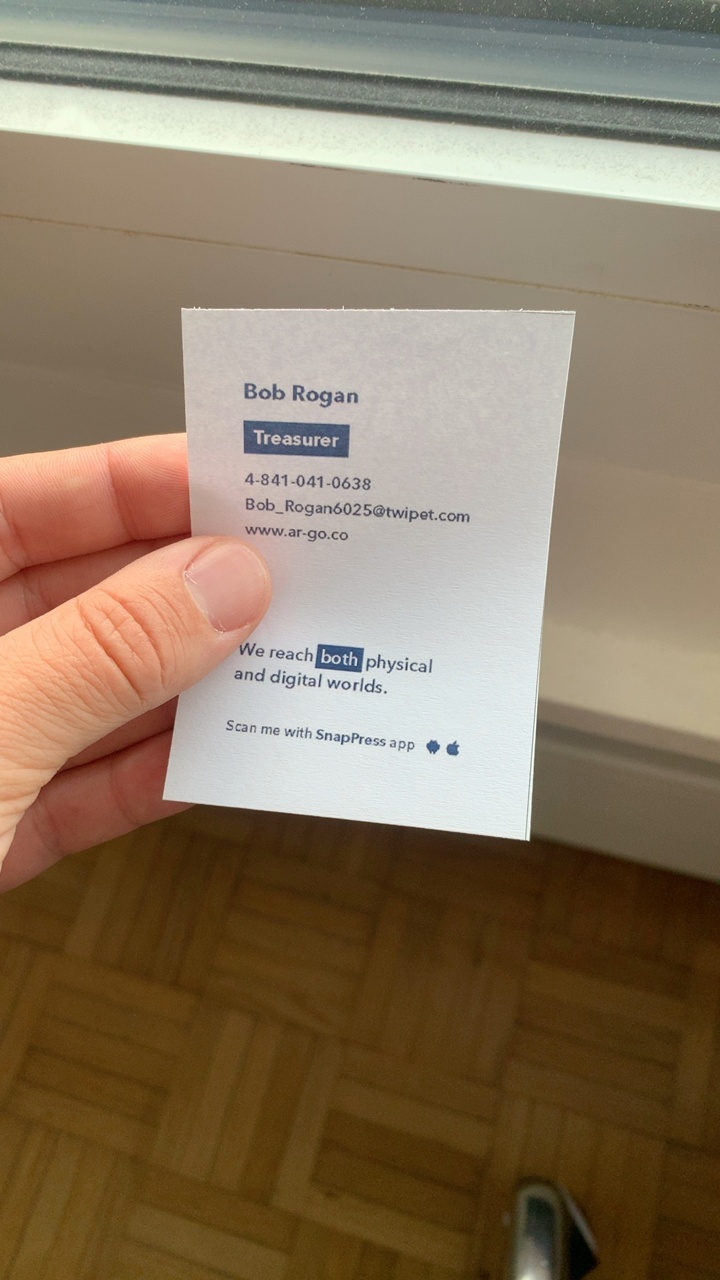 Bob Rogan
Treasurer
4-841-041-0638
Bob_Rogan6025@twipet.com
www.ar-go.co
We reach both physical
and digital worlds.
Scan me with SnapPress app